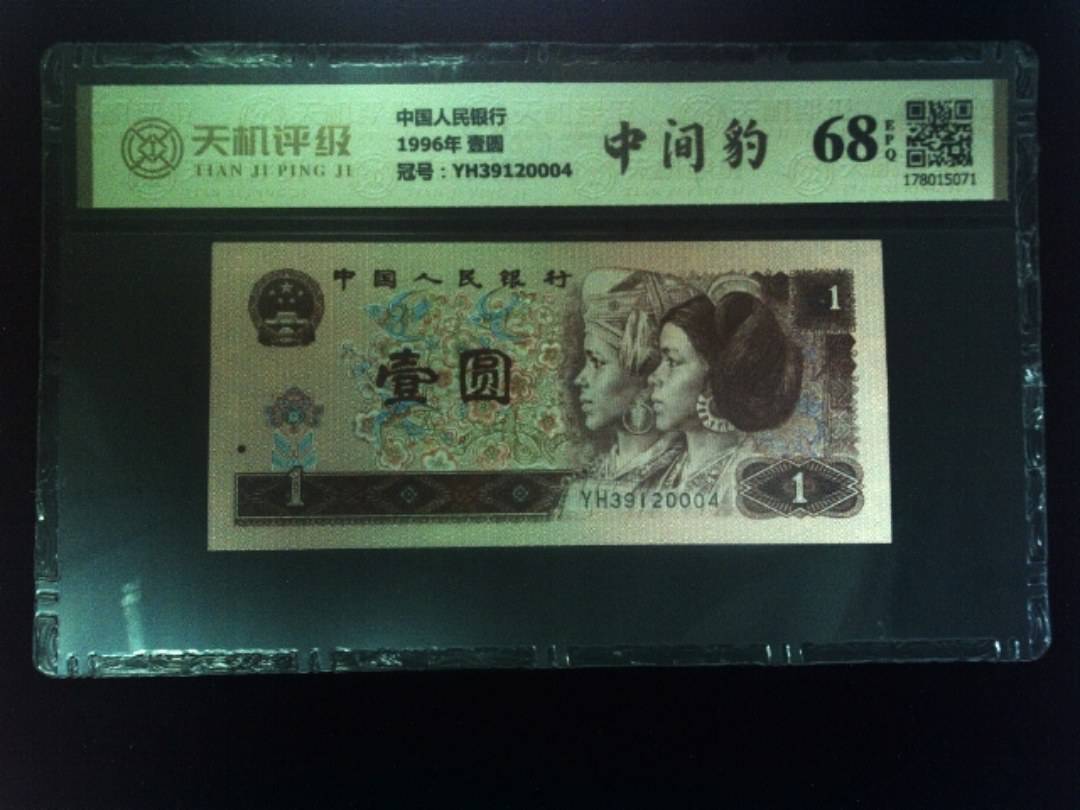 天机评级
TIAN JI PING JI
中国人民银行
1996年 壹圆
冠号：YH39120004
中间豹
68
EPQ
178015071
中国人民银行
1
壹圆
1
YH39120004
1